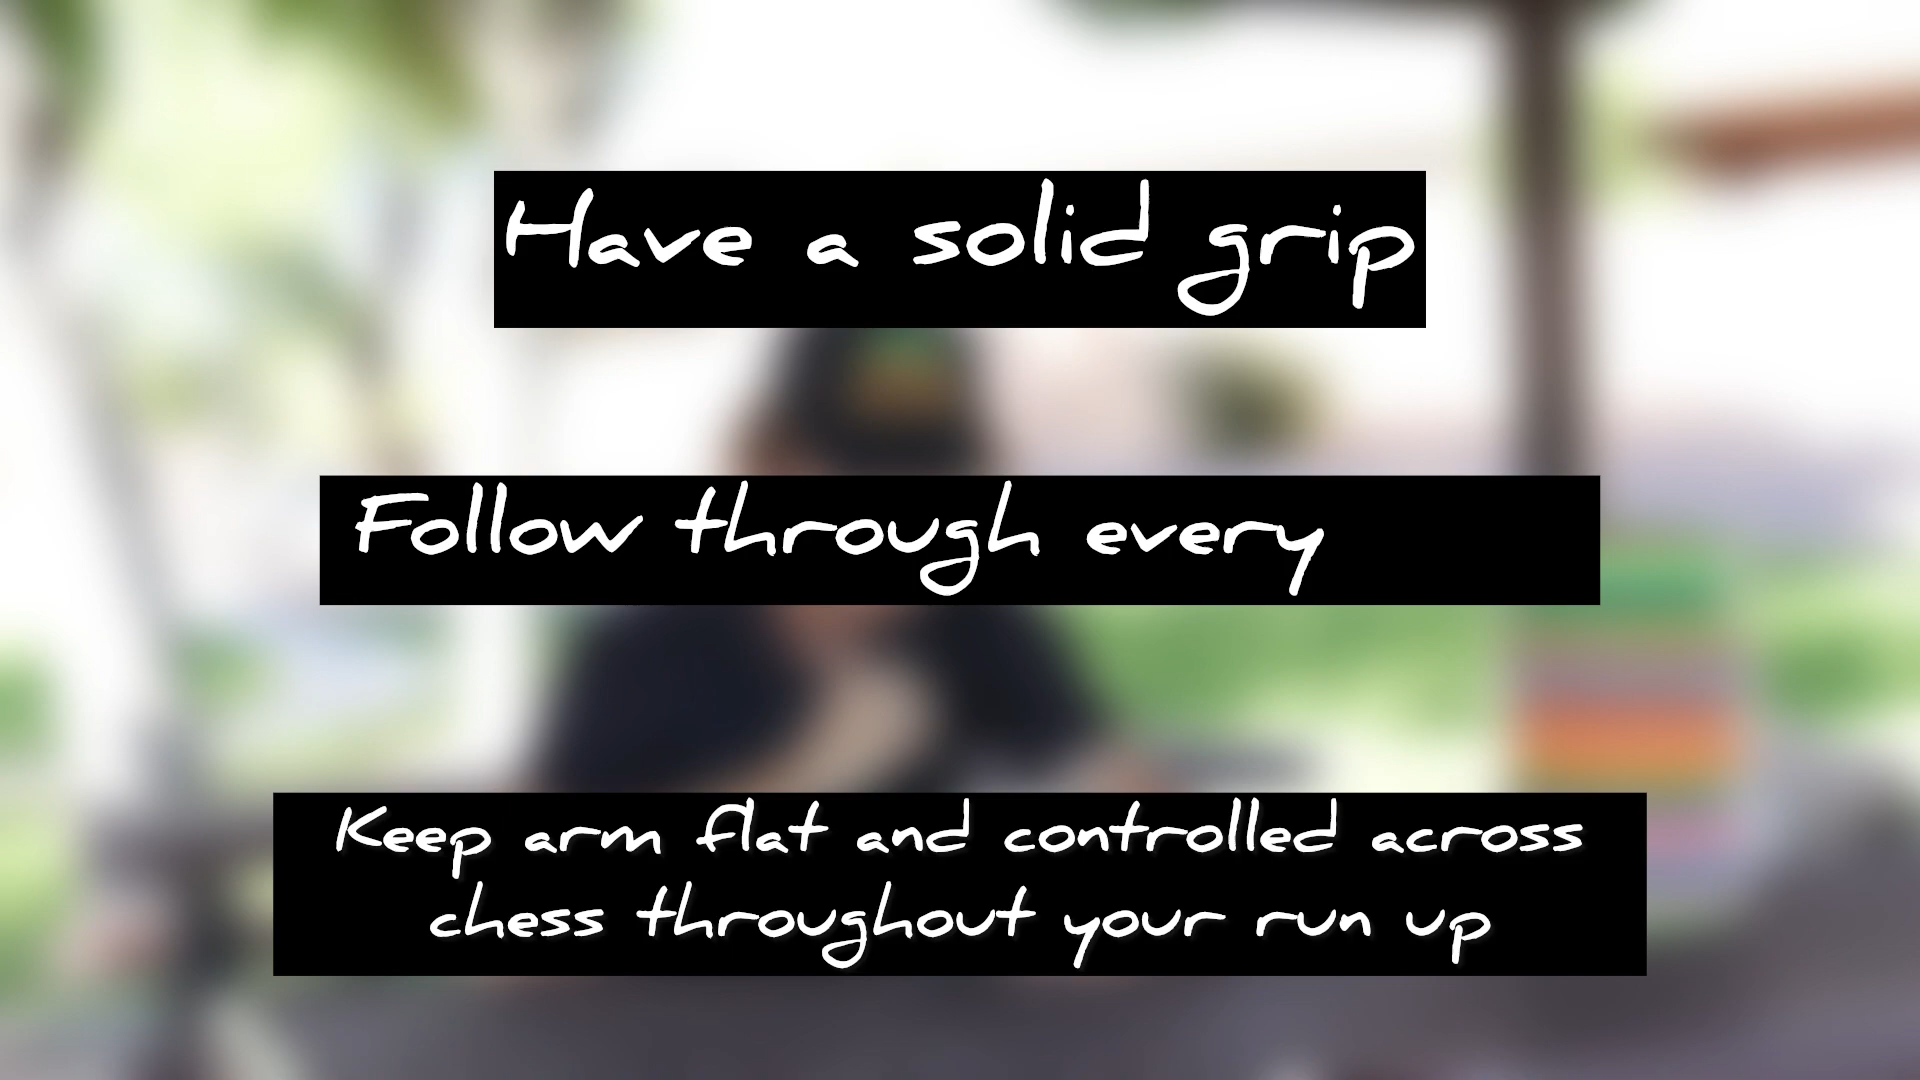 Have a solid grip
Follow through every
Keep arm flat and controlled across
chess throughout your run up